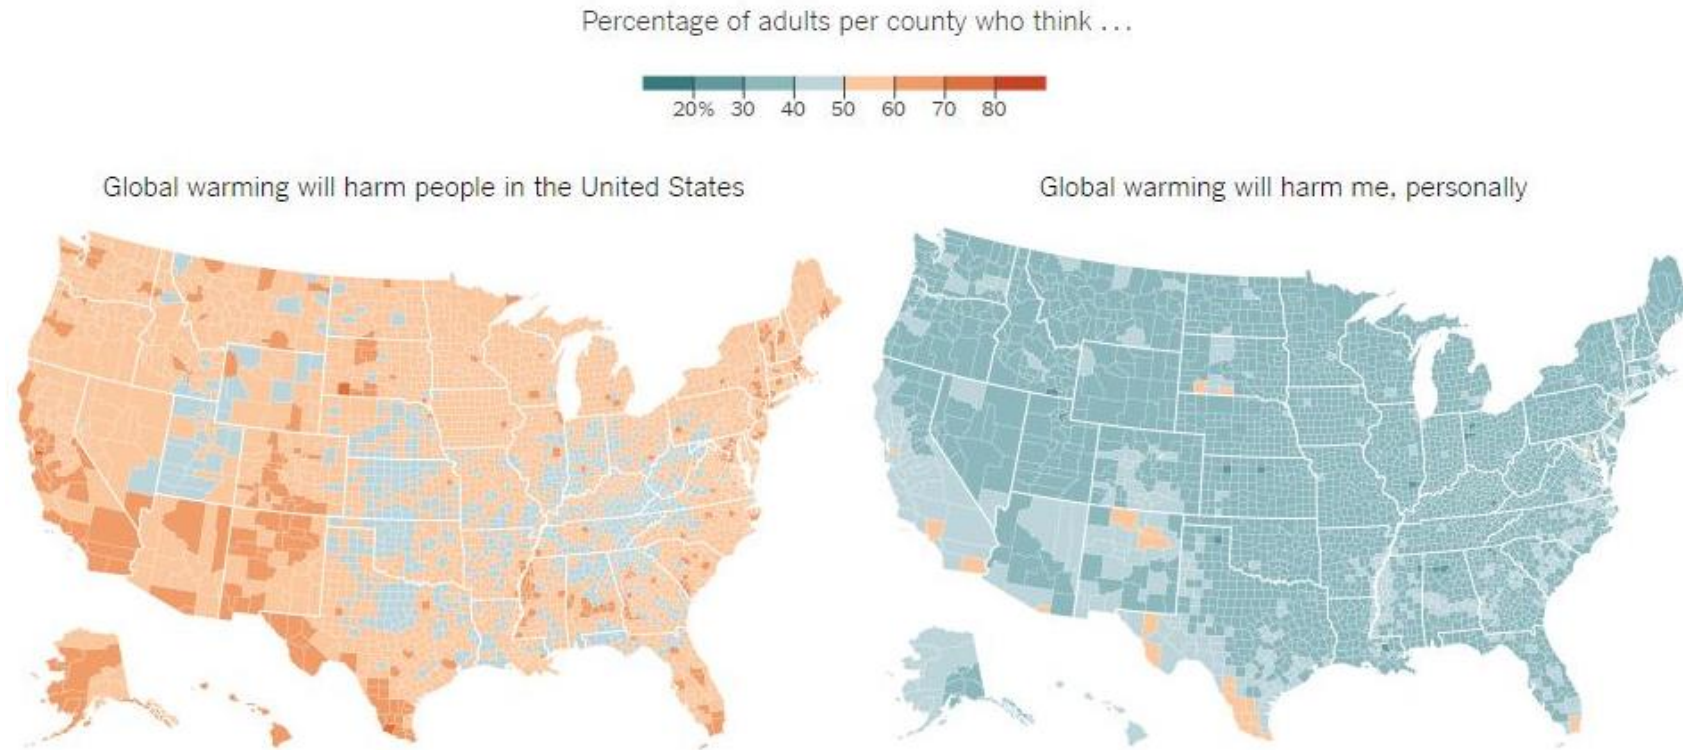 Percentage of adults per county who think ...
20% 30 40 50 60 70 80
Global warming will harm people in the United States
Global warming will harm me, personally